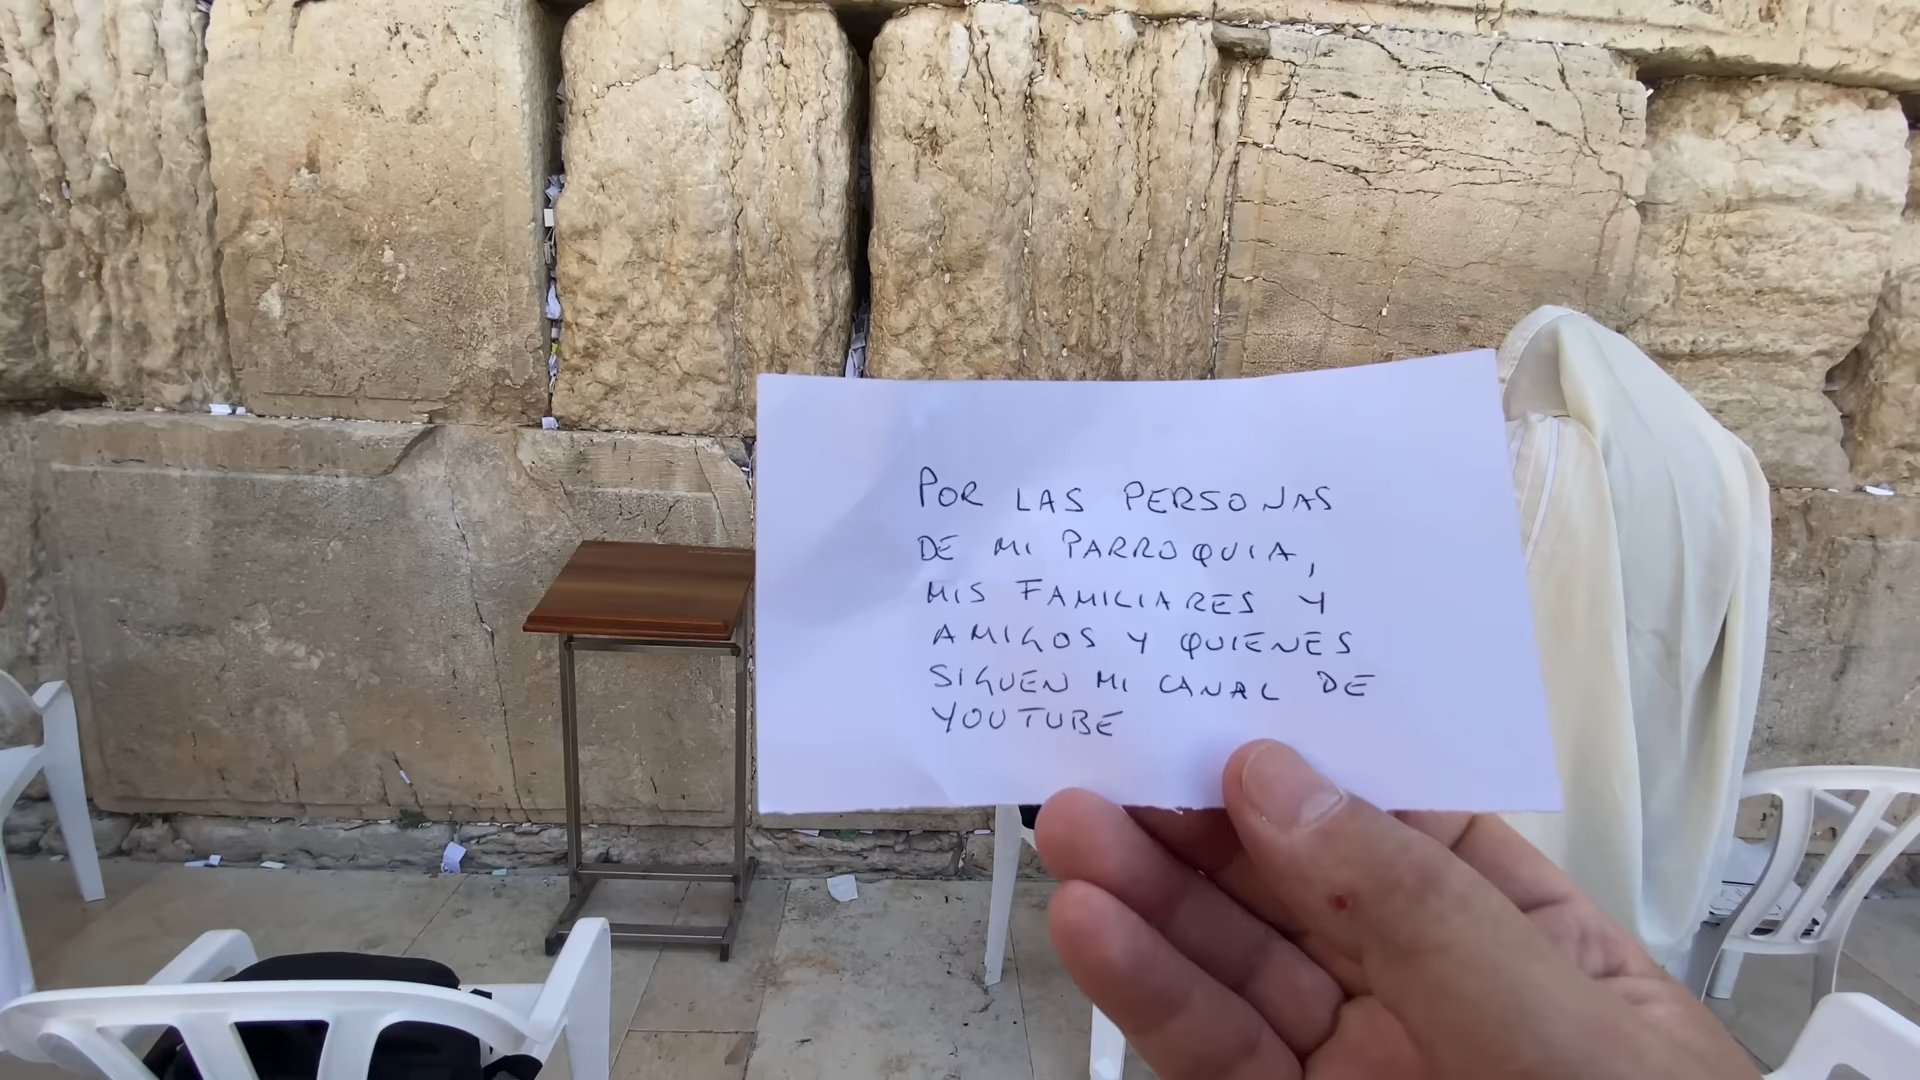 POR LAS PERSONAS
DE MI PARROQUIA,
MIS FAMILIARES Y
AMIGOS Y QUIENES
SIGUEN MI CANAL DE
YOUTUBE